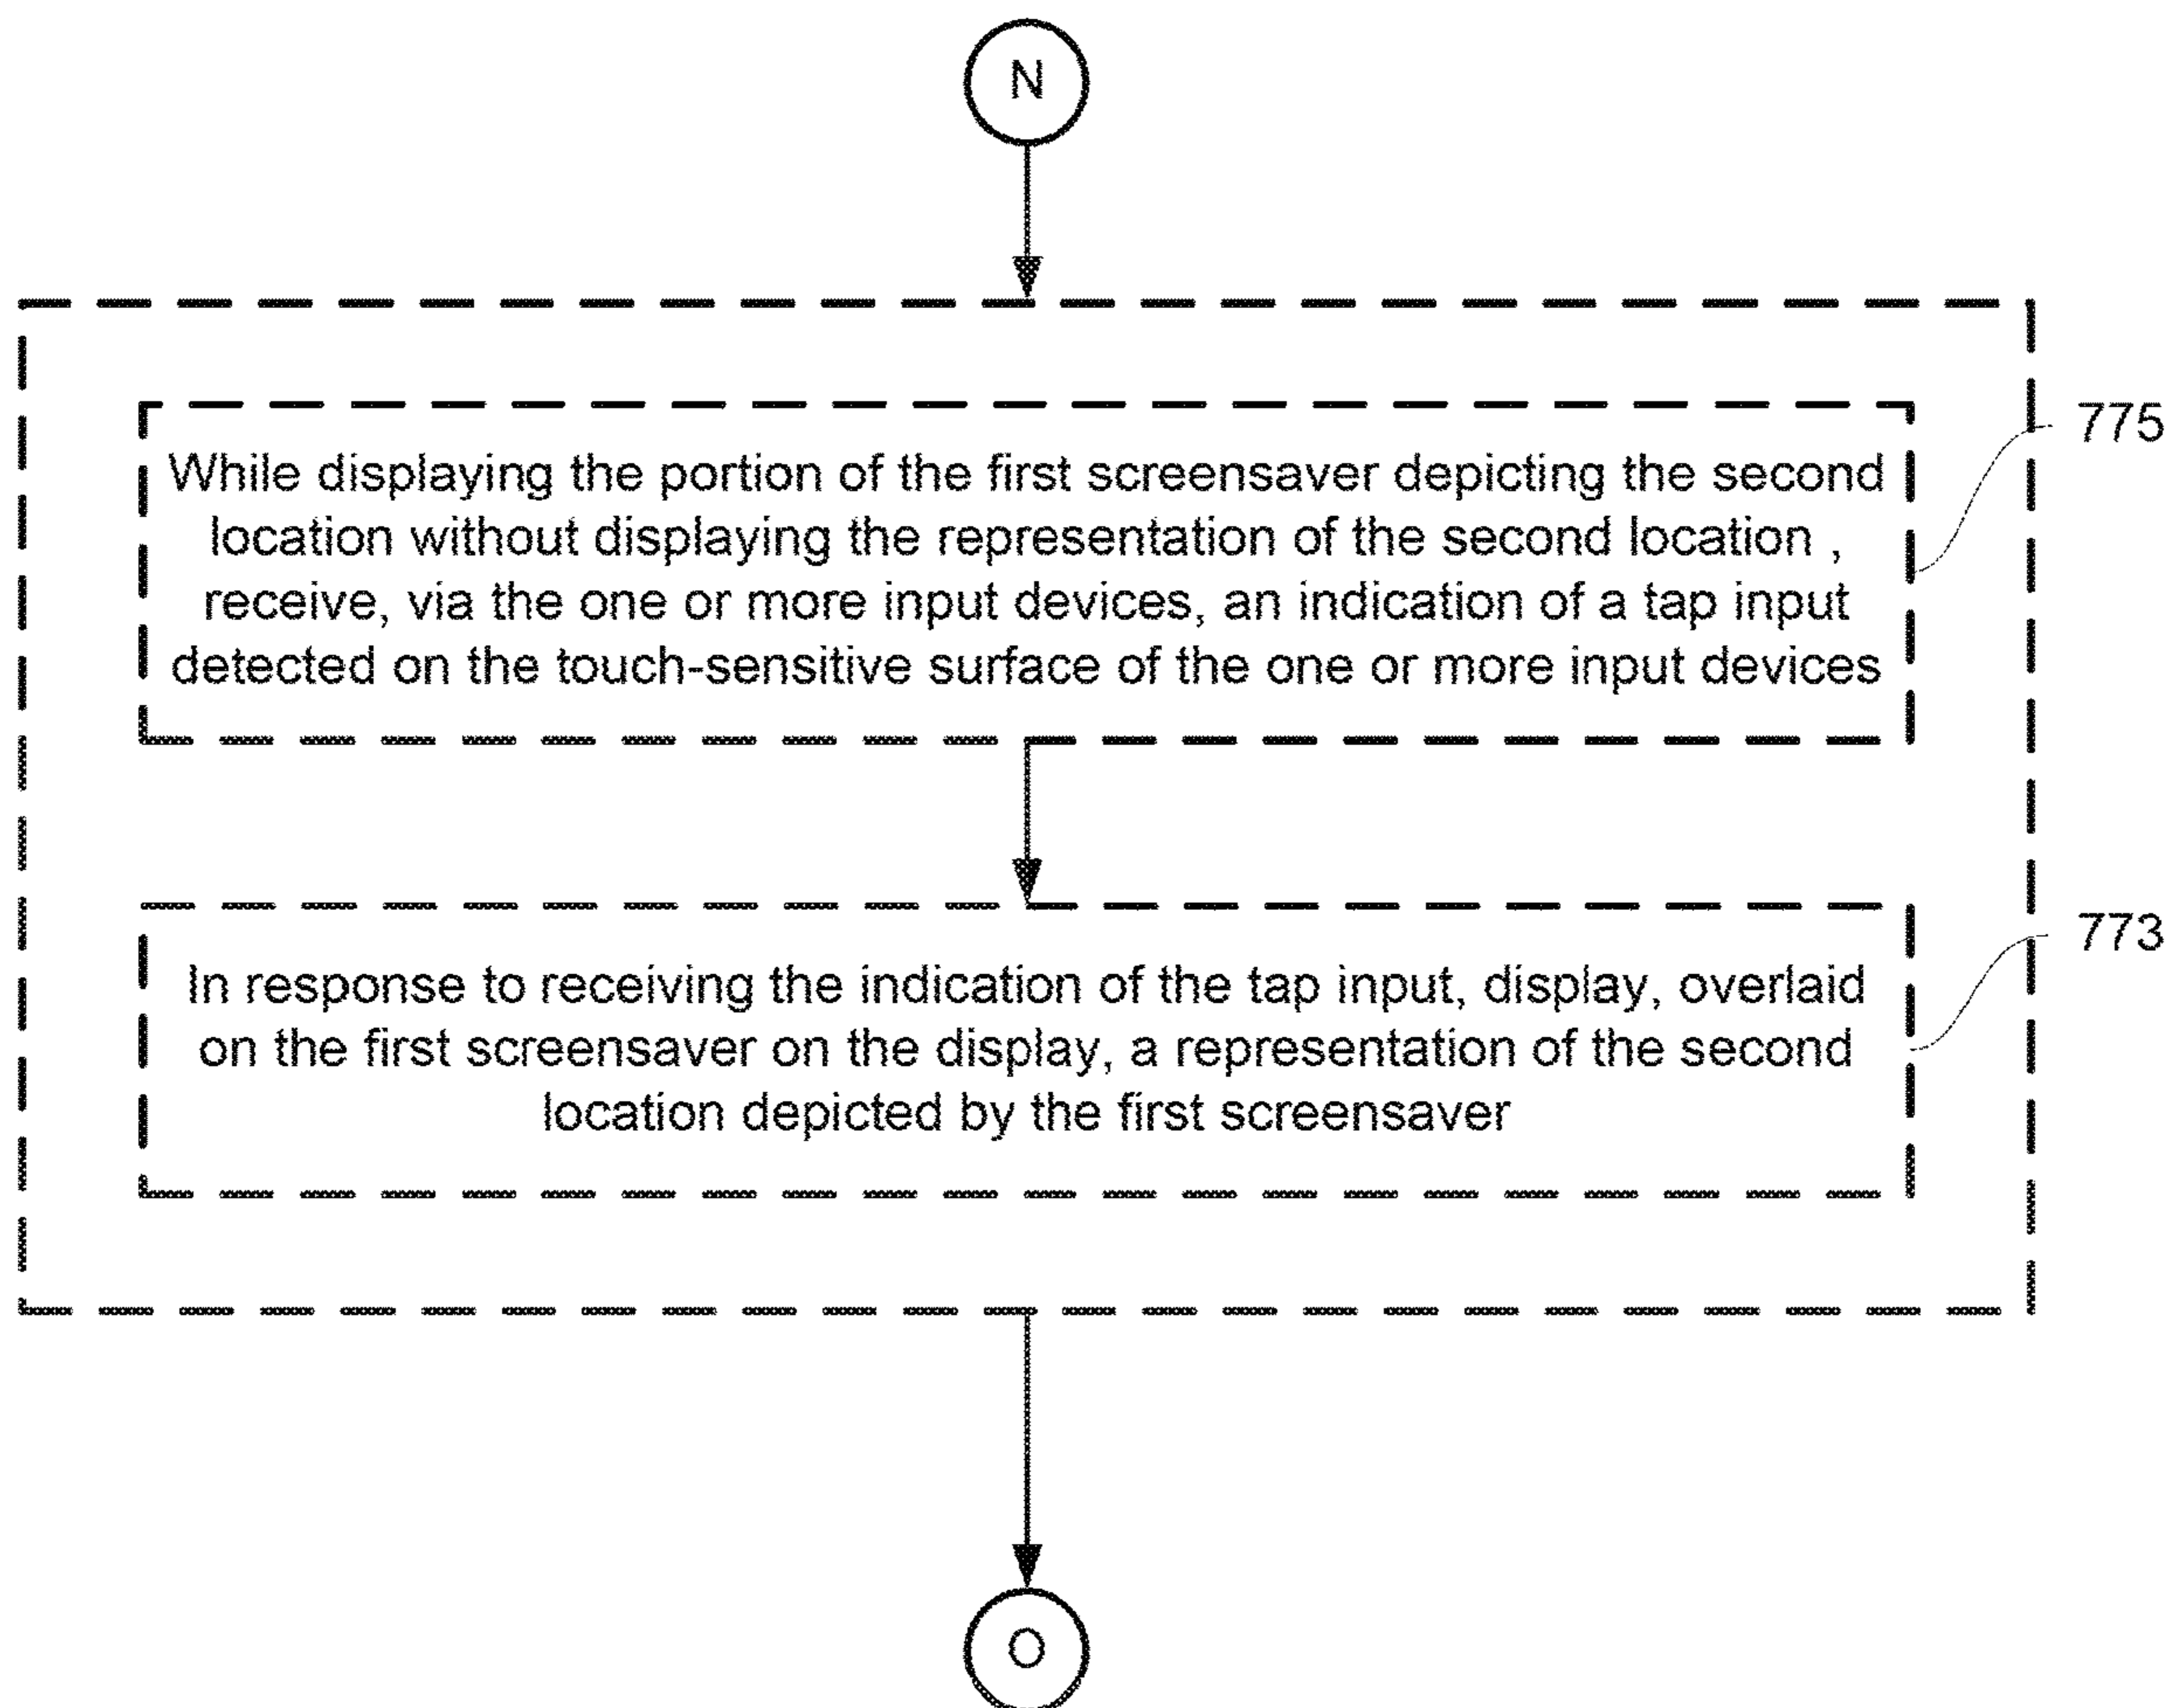 N
While displaying the portion of the first screensaver depicting the second
location without displaying the representation of the second location ,
receive, via the one or more input devices, an indication of a tap input
detected on the touch-sensitive surface of the one or more input devices
775
In response to receiving the indication of the tap input, display, overlaid
on the first screensaver on the display, a representation of the second
location depicted by the first screensaver
773
O